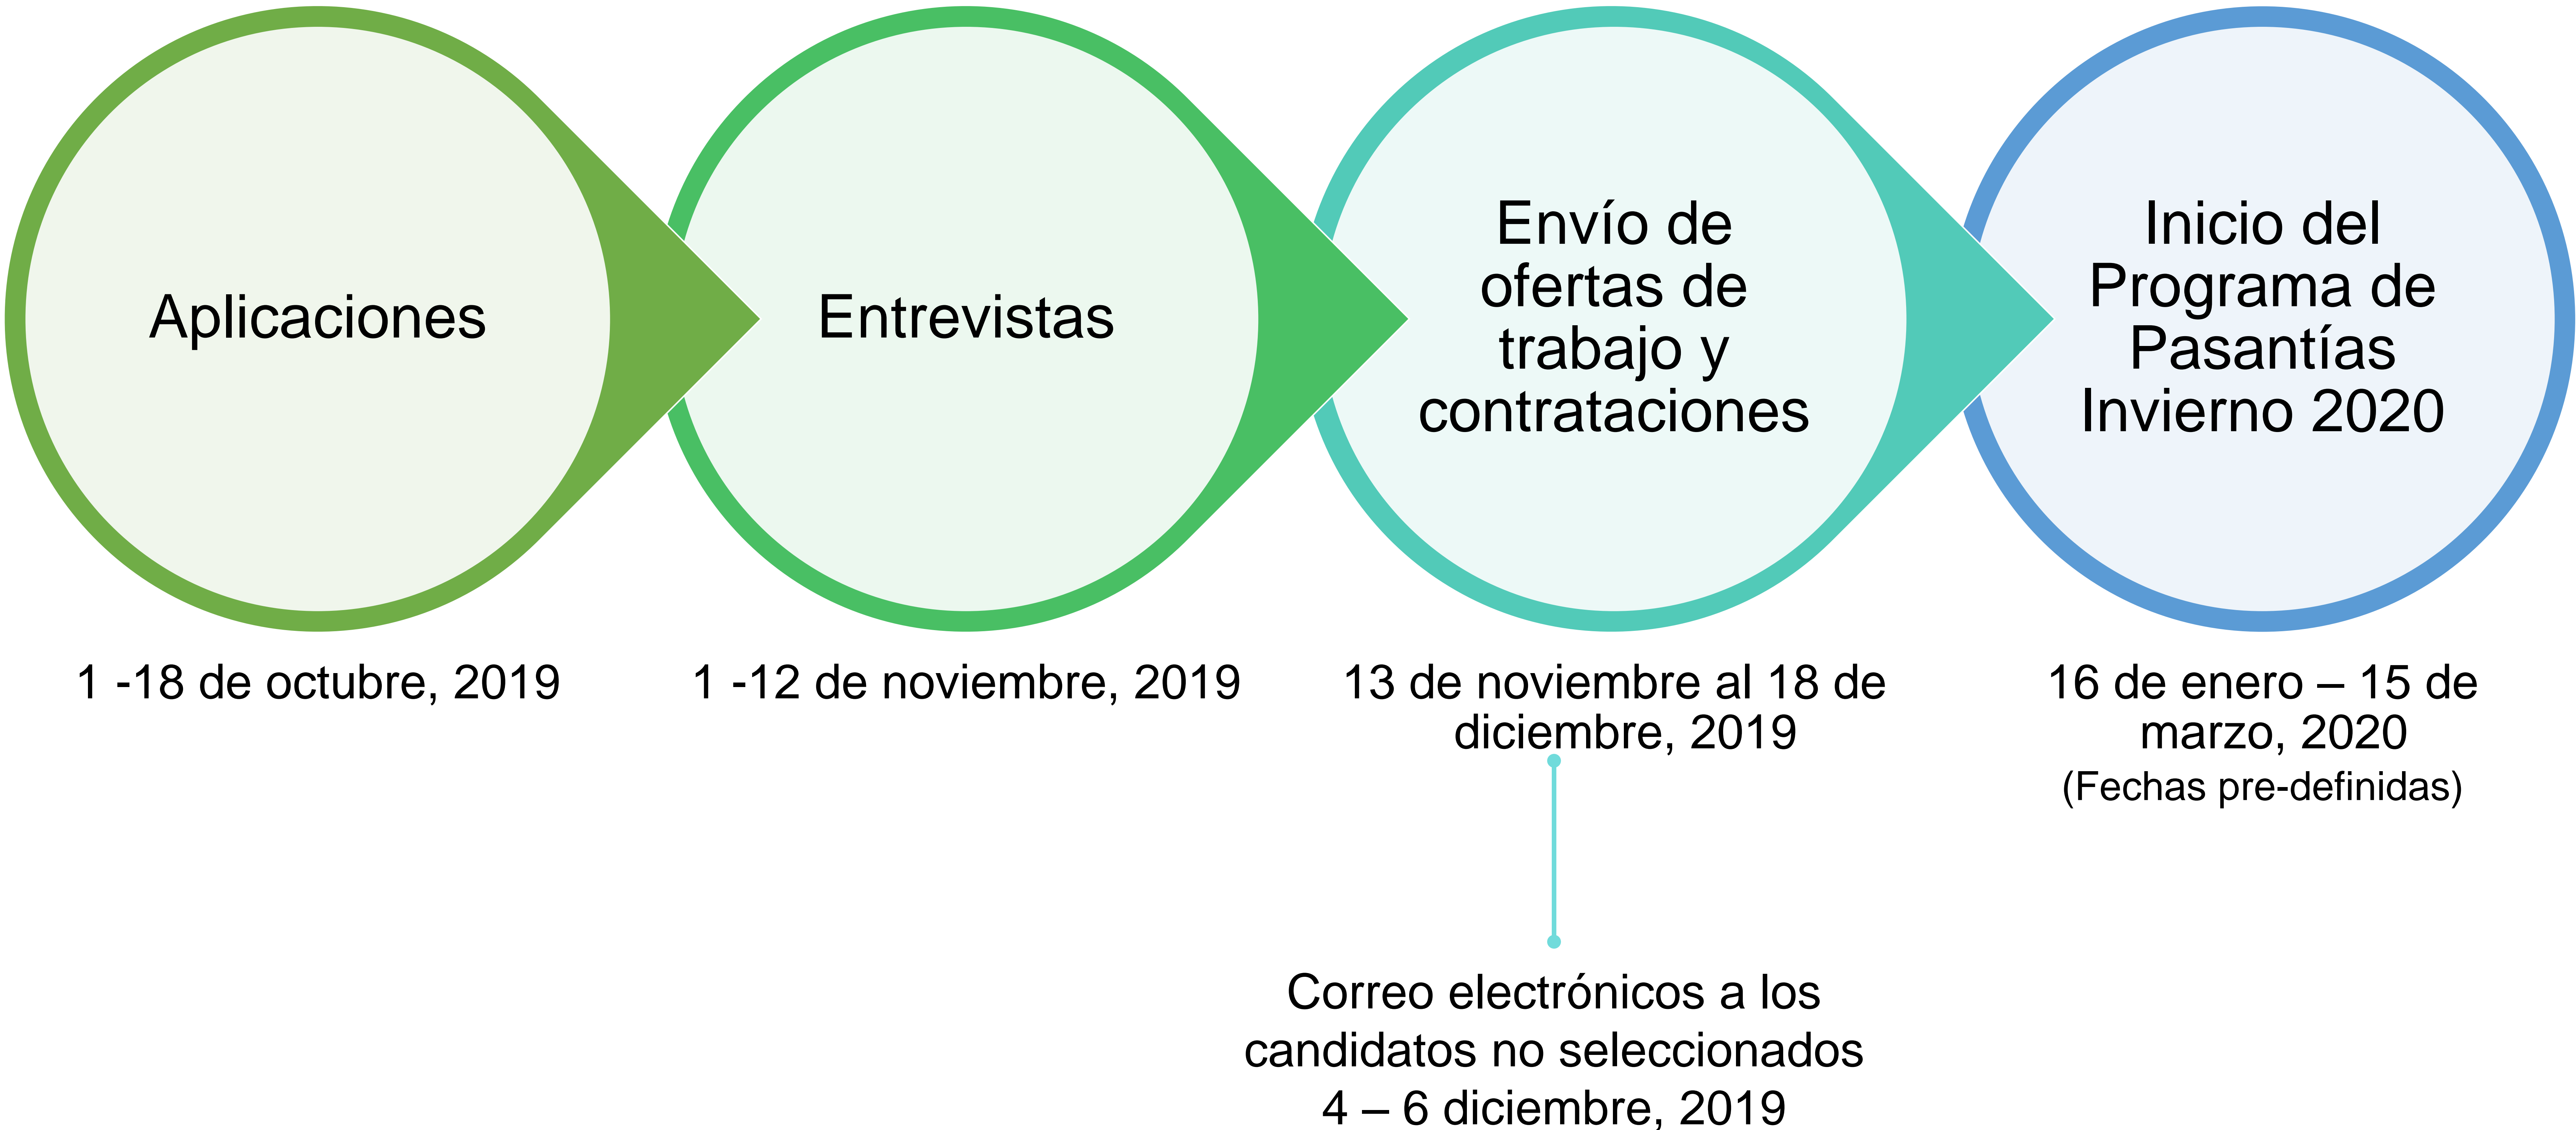 Aplicaciones
Entrevistas
Envío de
ofertas de
trabajo y
contrataciones
Inicio del
Programa de
Pasantías
Invierno 2020
1 -18 de octubre, 2019
1 -12 de noviembre, 2019
13 de noviembre al 18 de
diciembre, 2019
16 de enero – 15 de
marzo, 2020
(Fechas pre-definidas)
Correo electrónicos a los
candidatos no seleccionados
4 – 6 diciembre, 2019